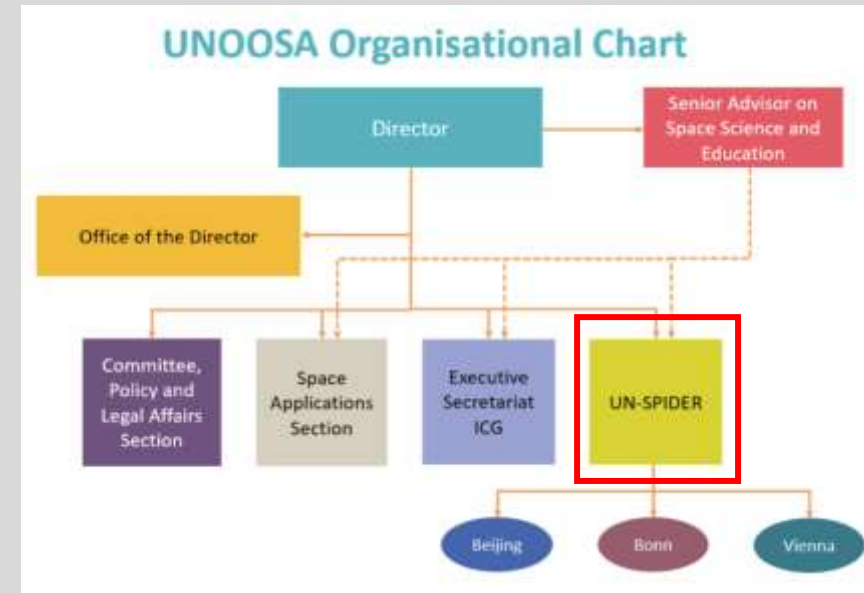 UNOOSA Organisational Chart
Director
Senior Advisor on
Space Science and
Education
Office of the Director
Committee,
Policy and
Legal Affairs
Section
Space
Applications
Section
Executive
Secretariat
ICG
UN-SPIDER
Beijing
Bonn
Vienna